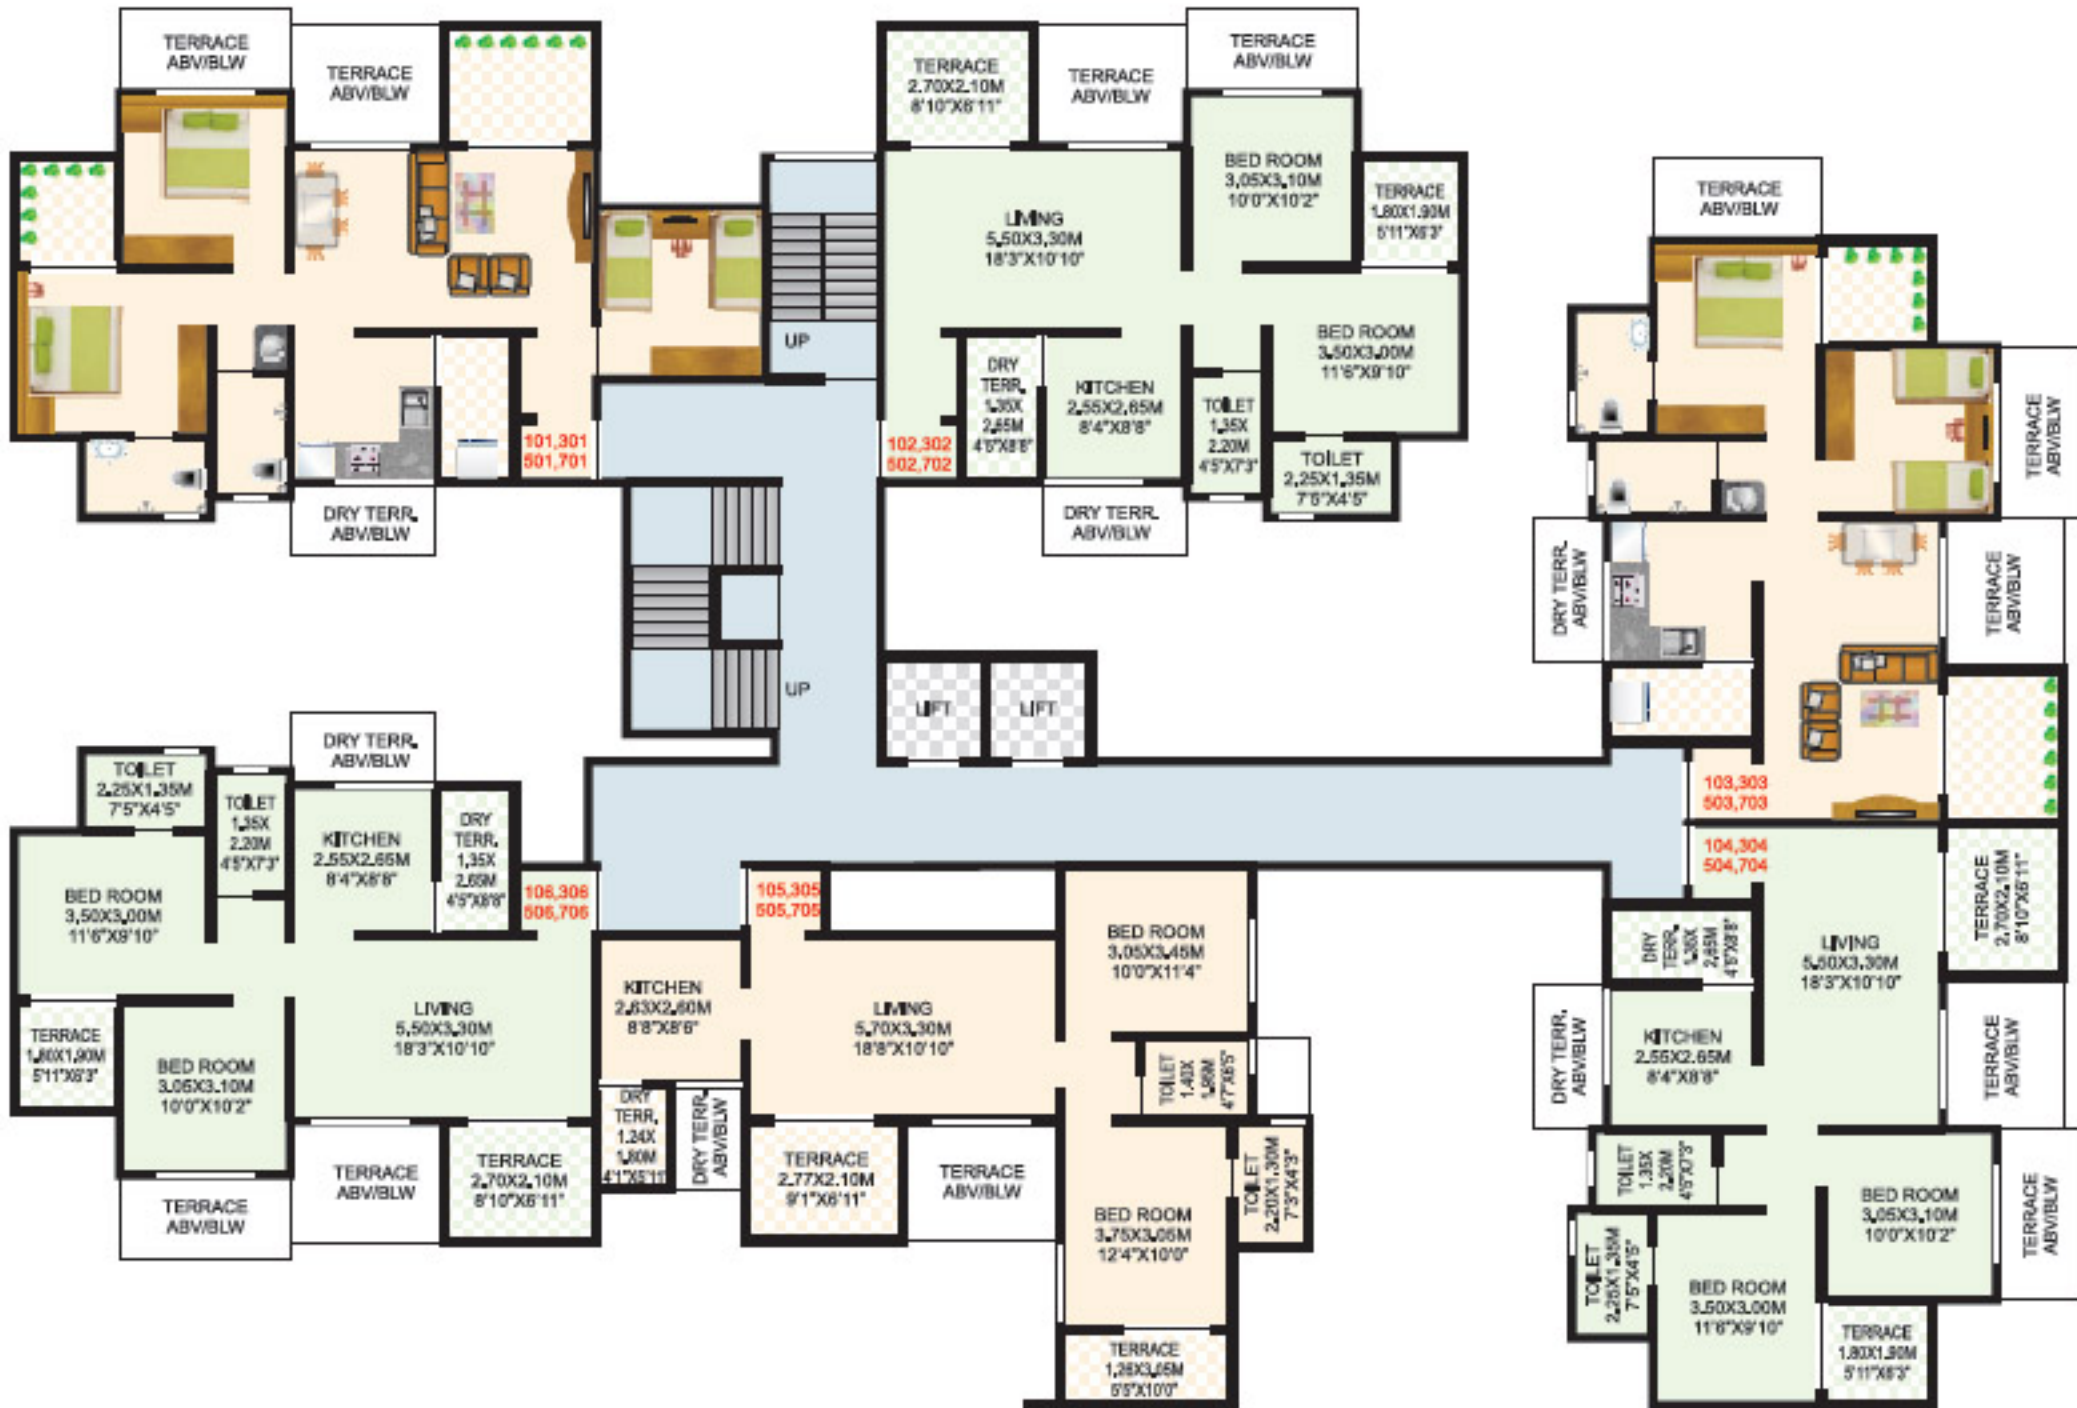 TERRACE
ABV/BLW
TERRACE
ABV/BLW
101,301
501,701
DRY TERR.
ABV/BLW
UP
TERRACE
2.70X2.10M
8'10"X6'11"
TERRACE
ABV/BLW
TERRACE
ABV/BLW
BED ROOM
3.05X3.10M
10'0"X10'2"
TERRACE
1.80X1.90M
5'11"X6'3"
LIVING
5.50X3.30M
18'3"X10'10"
BED ROOM
3.50X3.00M
11'6"X9'10"
DRY
TERR.
1.35X
2.65M
4'5"X8'8"
KITCHEN
2.55X2.65M
8'4"X8'8"
TOILET
1.35X
2.20M
4'5"X7'3"
TOILET
2.25X1.35M
7'5"X4'5"
102,302
502,702
DRY TERR.
ABV/BLW
TERRACE
ABV/BLW
TERRACE
ABV/BLW
DRY TERR.
ABV/BLW
TERRACE
ABV/BLW
103,303
503,703
UP
LIFT
LIFT
DRY TERR.
ABV/BLW
TOILET
2.25X1.35M
7'5"X4'5"
TOILET
1.35X
2.20M
4'5"X7'3"
KITCHEN
2.55X2.65M
8'4"X8'8"
DRY
TERR.
1.35X
2.65M
4'5"X8'8"
BED ROOM
3.50X3.00M
11'6"X9'10"
106,306
506,706
LIVING
5.50X3.30M
18'3"X10'10"
TERRACE
1.80X1.90M
5'11"X6'3"
BED ROOM
3.05X3.10M
10'0"X10'2"
TERRACE
ABV/BLW
TERRACE
ABV/BLW
TERRACE
2.70X2.10M
8'10"X6'11"
105,305
505,705
KITCHEN
2.63X2.60M
8'8"X8'6"
LIVING
5.70X3.30M
18'8"X10'10"
BED ROOM
3.05X3.45M
10'0"X11'4"
DRY
TERR.
1.24X
1.80M
4'1"X5'11"
DRY TERR.
ABV/BLW
TERRACE
2.77X2.10M
9'1"X6'11"
TERRACE
ABV/BLW
TOILET
1.40X
1.95M
4'7"X6'5"
TOILET
2.20X1.30M
7'3"X4'3"
BED ROOM
3.75X3.05M
12'4"X10'0"
TERRACE
1.26X3.05M
5'5"X10'0"
104,304
504,704
TERRACE
2.70X2.10M
8'10"X6'11"
DRY
TERR.
1.35X
2.65M
4'5"X8'8"
LIVING
5.50X3.30M
18'3"X10'10"
DRY TERR.
ABV/BLW
KITCHEN
2.55X2.65M
8'4"X8'8"
TERRACE
ABV/BLW
TOILET
1.35X
2.20M
4'5"X7'3"
BED ROOM
3.05X3.10M
10'0"X10'2"
TERRACE
ABV/BLW
TOILET
2.25X1.35M
7'5"X4'5"
BED ROOM
3.50X3.00M
11'6"X9'10"
TERRACE
1.80X1.90M
5'11"X6'3"